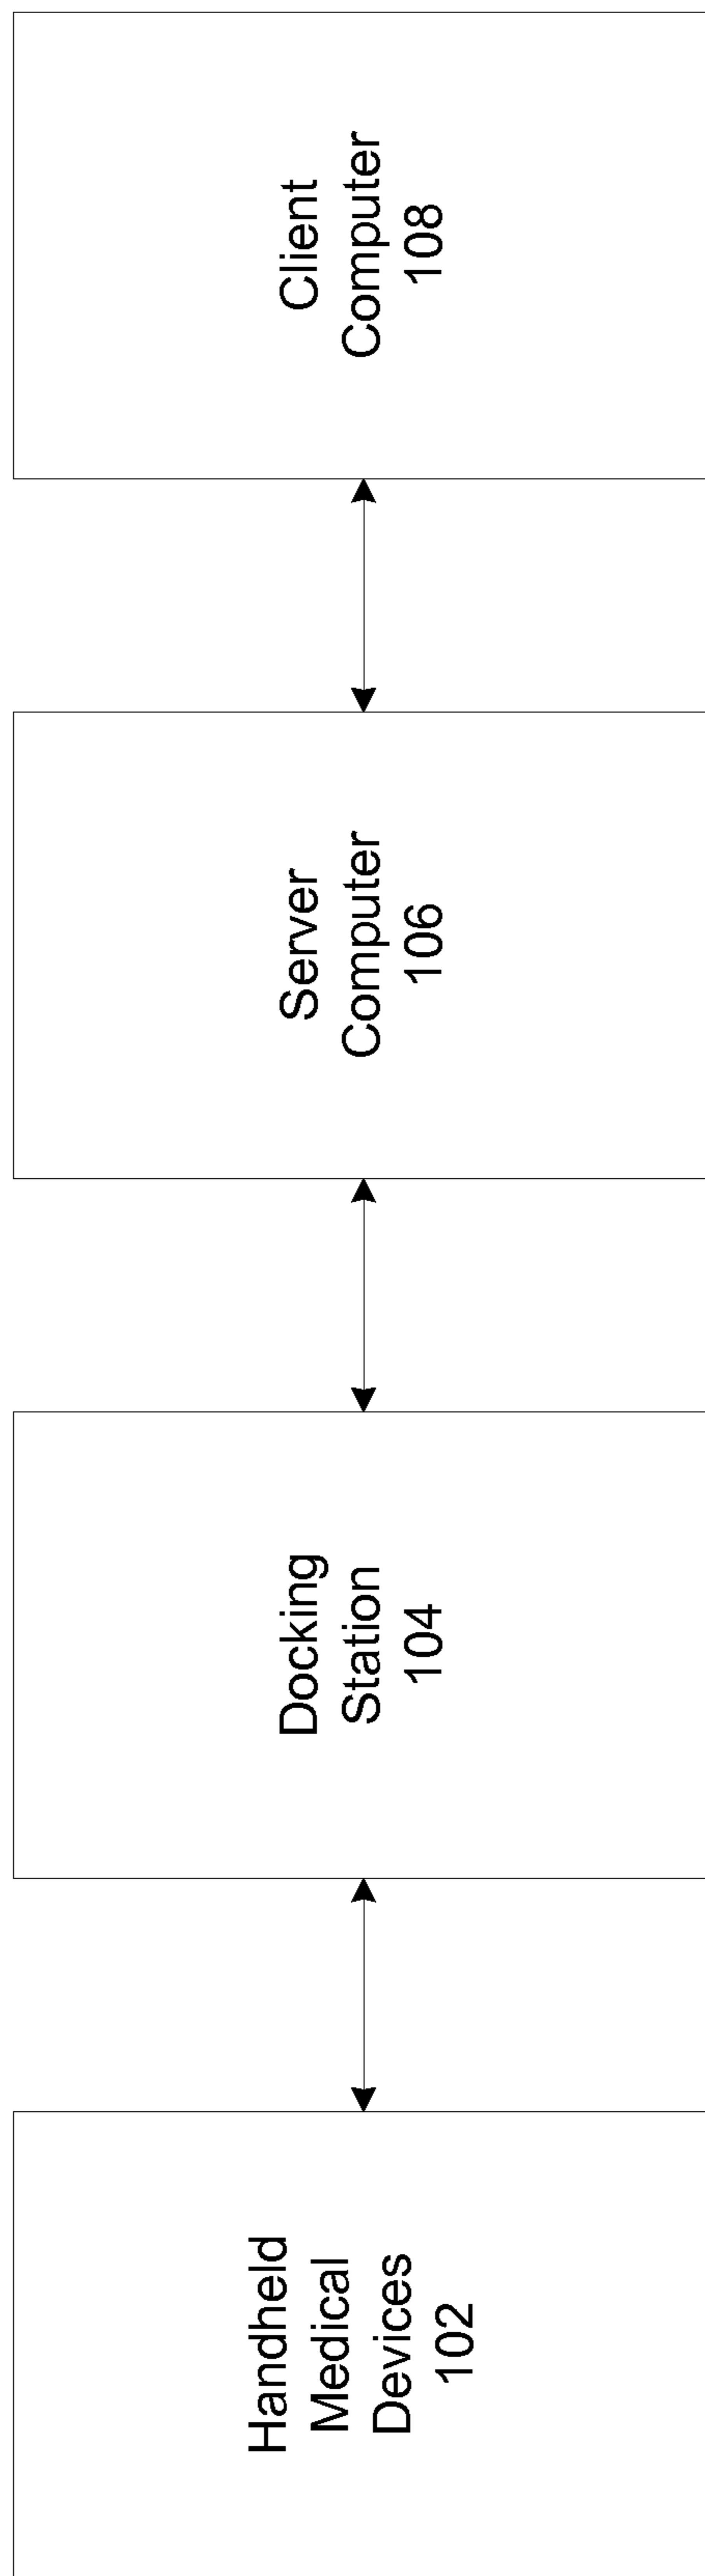 Handheld
Medical
Devices
102
Docking
Station
104
Server
Computer
106
Client
Computer
108